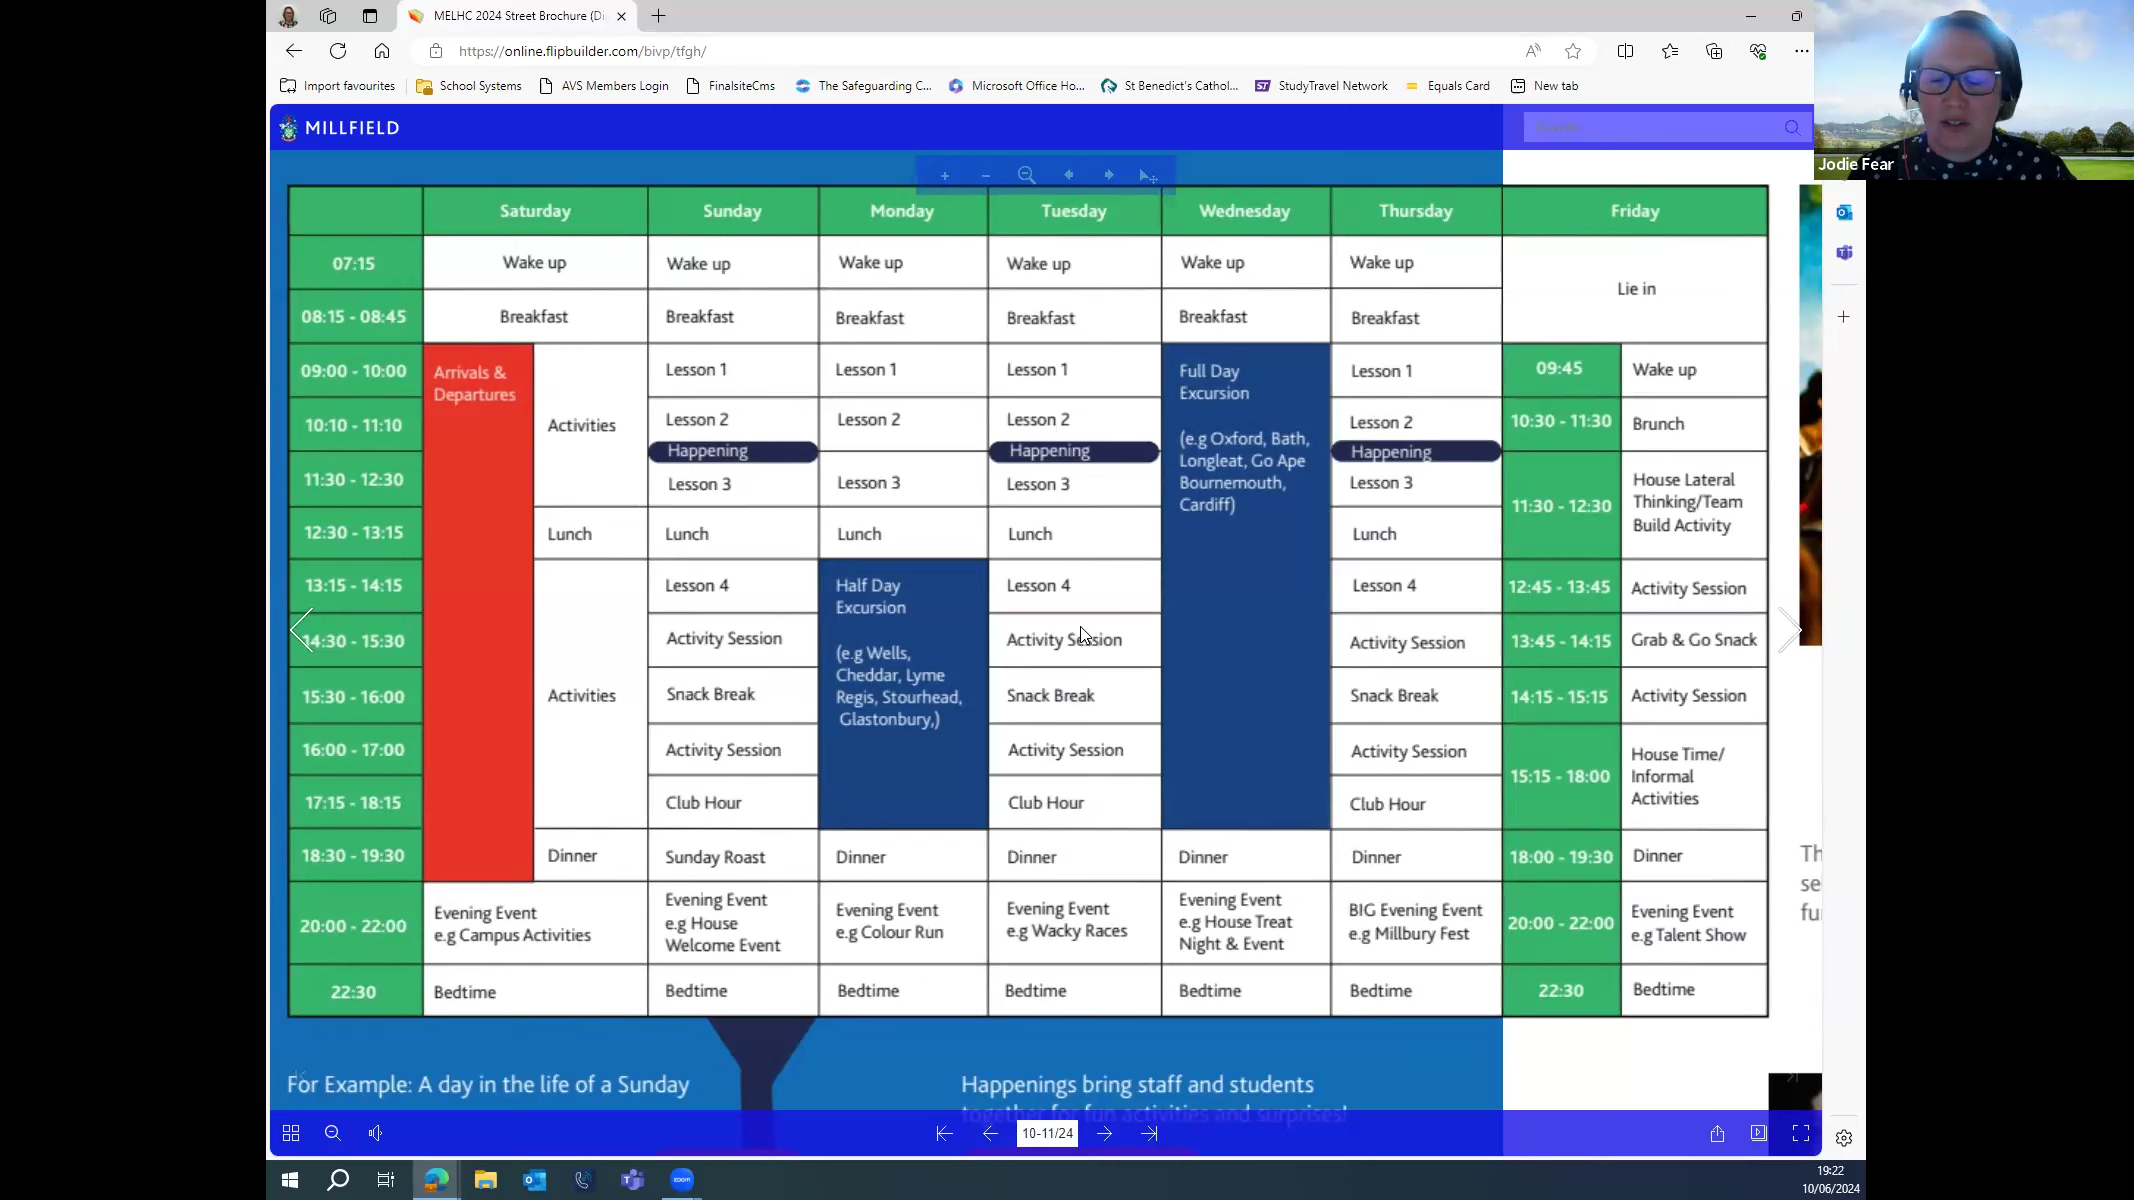 MELHC 2024 Street Brochure (Di
https://online.flipbuilder.com/bivp/tfgh/
Import favourites School Systems AVS Members Login FinalsiteCms The Safeguarding C... Microsoft Office Ho... St Benedict's Cathol... StudyTravel Network Equals Card New tab
MILLFIELD
Jodie Fear
Saturday Sunday Monday Tuesday Wednesday Thursday Friday
07:15 Wake up Wake up Wake up Wake up Wake up Wake up
Lie in
08:15 - 08:45 Breakfast Breakfast Breakfast Breakfast Breakfast Breakfast
09:00 - 10:00 Arrivals & Lesson 1 Lesson 1 Lesson 1 Full Day Lesson 1 09:45 Wake up
Departures Excursion
10:10 - 11:10 Activities Lesson 2 Lesson 2 Lesson 2 (e.g Oxford, Bath, Lesson 2 10:30 - 11:30 Brunch
Happening Happening Longleat, Go Ape Happening
11:30 - 12:30 Lesson 3 Lesson 3 Lesson 3 Bournemouth, Lesson 3 11:30 - 12:30 House Lateral
Cardiff) Thinking/Team
Build Activity
12:30 - 13:15 Lunch Lunch Lunch Lunch Lunch
13:15 - 14:15 Lesson 4 Half Day Lesson 4 Lesson 4 12:45 - 13:45 Activity Session
Excursion
14:30 - 15:30 Activity Session (e.g Wells, Activity Session Activity Session 13:45 - 14:15 Grab & Go Snack
Cheddar, Lyme
15:30 - 16:00 Activities Snack Break Regis, Stourhead, Snack Break Snack Break 14:15 - 15:15 Activity Session
Glastonbury,)
16:00 - 17:00 Activity Session Activity Session Activity Session 15:15 - 18:00 House Time/
Informal
Activities
17:15 - 18:15 Club Hour Club Hour Club Hour
18:30 - 19:30 Dinner Sunday Roast Dinner Dinner Dinner Dinner 18:00 - 19:30 Dinner
20:00 - 22:00 Evening Event Evening Event Evening Event Evening Event Evening Event BIG Evening Event 20:00 - 22:00 Evening Event
e.g Campus Activities e.g House e.g Colour Run e.g Wacky Races e.g House Treat e.g Millbury Fest e.g Talent Show
Welcome Event Night & Event
22:30 Bedtime Bedtime Bedtime Bedtime Bedtime Bedtime 22:30 Bedtime
Th
se
fu
For Example: A day in the life of a Sunday
Happenings bring staff and students
together for fun activities and surprises!
10-11/24
zoom
19:22
10/06/2024